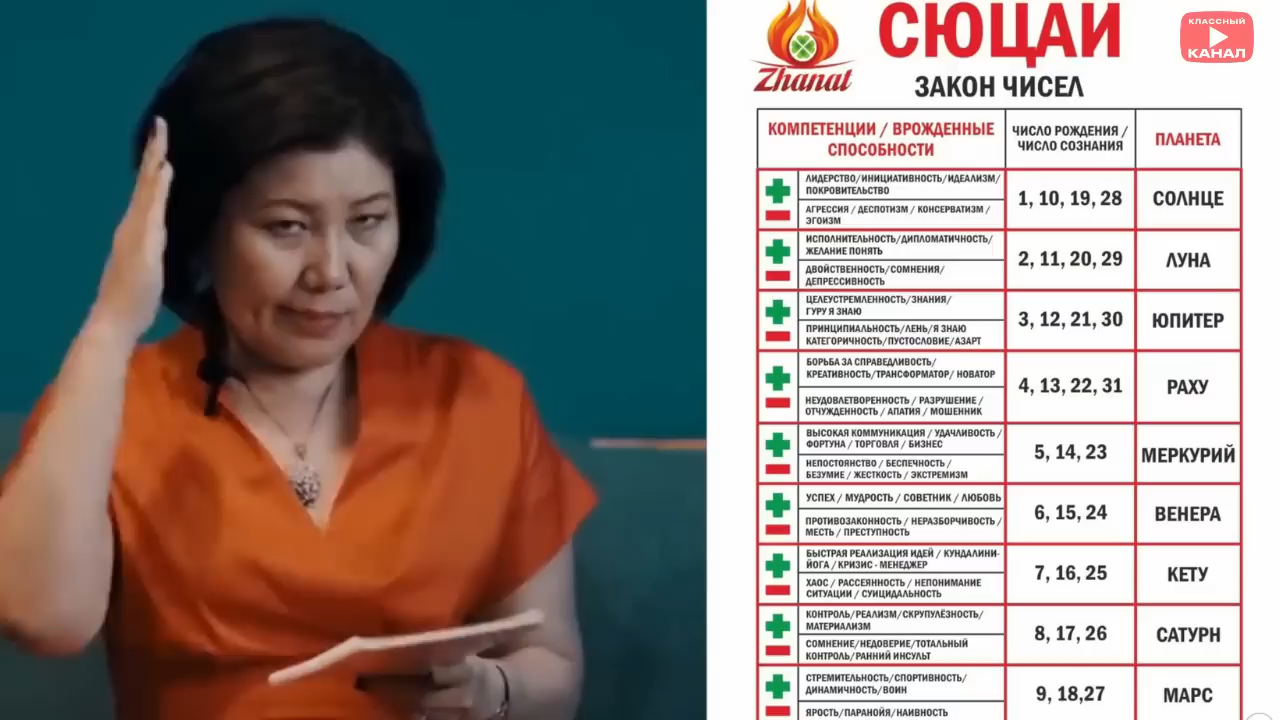 Zhanat
СЮЦАИ
ЗАКОН ЧИСЕЛ
КЛАССНЫЙ
КАНАЛ
КОМПЕТЕНЦИИ / ВРОЖДЕННЫЕ
СПОСОБНОСТИ
ЧИСЛО РОЖДЕНИЯ /
ЧИСЛО СОЗНАНИЯ
ПЛАНЕТА
ЛИДЕРСТВО/ИНИЦИАТИВНОСТЬ/ИДЕАЛИЗМ/
ПОКРОВИТЕЛЬСТВО
АГРЕССИЯ / ДЕСПОТИЗМ / КОНСЕРВАТИЗМ /
ЭГОИЗМ
1, 10, 19, 28
СОЛНЦЕ
ИСПОЛНИТЕЛЬНОСТЬ/ДИПЛОМАТИЧНОСТЬ/
ЖЕЛАНИЕ ПОНЯТЬ
ДВОЙСТВЕННОСТЬ/СОМНЕНИЯ/
ДЕПРЕССИВНОСТЬ
2, 11, 20, 29
ЛУНА
ЦЕЛЕУСТРЕМЛЕННОСТЬ/ЗНАНИЯ/
ГУРУ Я ЗНАЮ
ПРИНЦИПИАЛЬНОСТЬ/ЛЕНЬ/Я ЗНАЮ
КАТЕГОРИЧНОСТЬ/ПУСТОСЛОВИЕ/АЗАРТ
3, 12, 21, 30
ЮПИТЕР
БОРЬБА ЗА СПРАВЕДЛИВОСТЬ/
КРЕАТИВНОСТЬ/ТРАНСФОРМАТОР/ НОВАТОР
НЕУДОВЛЕТВОРЕННОСТЬ / РАЗРУШЕНИЕ /
ОТЧУЖДЕННОСТЬ / АПАТИЯ / МОШЕННИК
4, 13, 22, 31
РАХУ
ВЫСОКАЯ КОММУНИКАЦИЯ / УДАЧЛИВОСТЬ /
ФОРТУНА / ТОРГОВЛЯ / БИЗНЕС
НЕПОСТОЯНСТВО / БЕСПЕЧНОСТЬ /
БЕЗУМИЕ / ЖЕСТКОСТЬ / ЭКСТРЕМИЗМ
5, 14, 23
МЕРКУРИЙ
УСПЕХ / МУДРОСТЬ / СОВЕТНИК / ЛЮБОВЬ
ПРОТИВОЗАКОННОСТЬ / НЕРАЗБОРЧИВОСТЬ /
МЕСТЬ / ПРЕСТУПНОСТЬ
6, 15, 24
ВЕНЕРА
БЫСТРАЯ РЕАЛИЗАЦИЯ ИДЕЙ / КУНДАЛИНИ-
ЙОГА / КРИЗИС - МЕНЕДЖЕР
ХАОС / РАССЕЯННОСТЬ / НЕПОНИМАНИЕ
СИТУАЦИИ / СУИЦИДАЛЬНОСТЬ
7, 16, 25
КЕТУ
КОНТРОЛЬ/РЕАЛИЗМ/СКРУПУЛЁЗНОСТЬ/
МАТЕРИАЛИЗМ
СОМНЕНИЕ/НЕДОВЕРИЕ/ТОТАЛЬНЫЙ
КОНТРОЛЬ/РАННИЙ ИНСУЛЬТ
8, 17, 26
САТУРН
СТРЕМИТЕЛЬНОСТЬ/СПОРТИВНОСТЬ/
ДИНАМИЧНОСТЬ/ВОИН
ЯРОСТЬ/ПАРАНОЙЯ/НАИВНОСТЬ
9, 18,27
МАРС